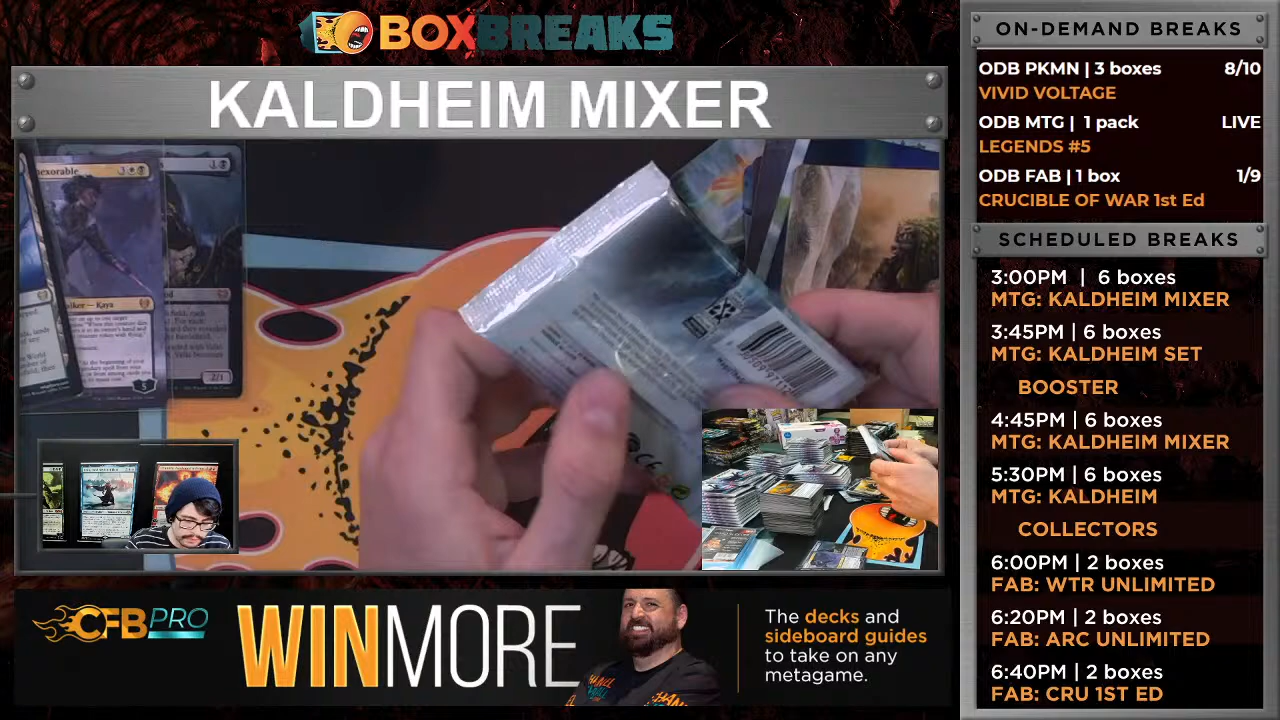 BOXBREAKS
KALDHEIM MIXER
ON-DEMAND BREAKS
ODB PKMN | 3 boxes 8/10
VIVID VOLTAGE
ODB MTG | 1 pack LIVE
LEGENDS #5
ODB FAB | 1 box 1/9
CRUCIBLE OF WAR 1st Ed
SCHEDULED BREAKS
3:00PM | 6 boxes
MTG: KALDHEIM MIXER
3:45PM | 6 boxes
MTG: KALDHEIM SET
BOOSTER
4:45PM | 6 boxes
MTG: KALDHEIM MIXER
5:30PM | 6 boxes
MTG: KALDHEIM
COLLECTORS
6:00PM | 2 boxes
FAB: WTR UNLIMITED
6:20PM | 2 boxes
FAB: ARC UNLIMITED
6:40PM | 2 boxes
FAB: CRU 1ST ED
CFBPRO
WINMORE
The decks and
sideboard guides
to take on any
metagame.